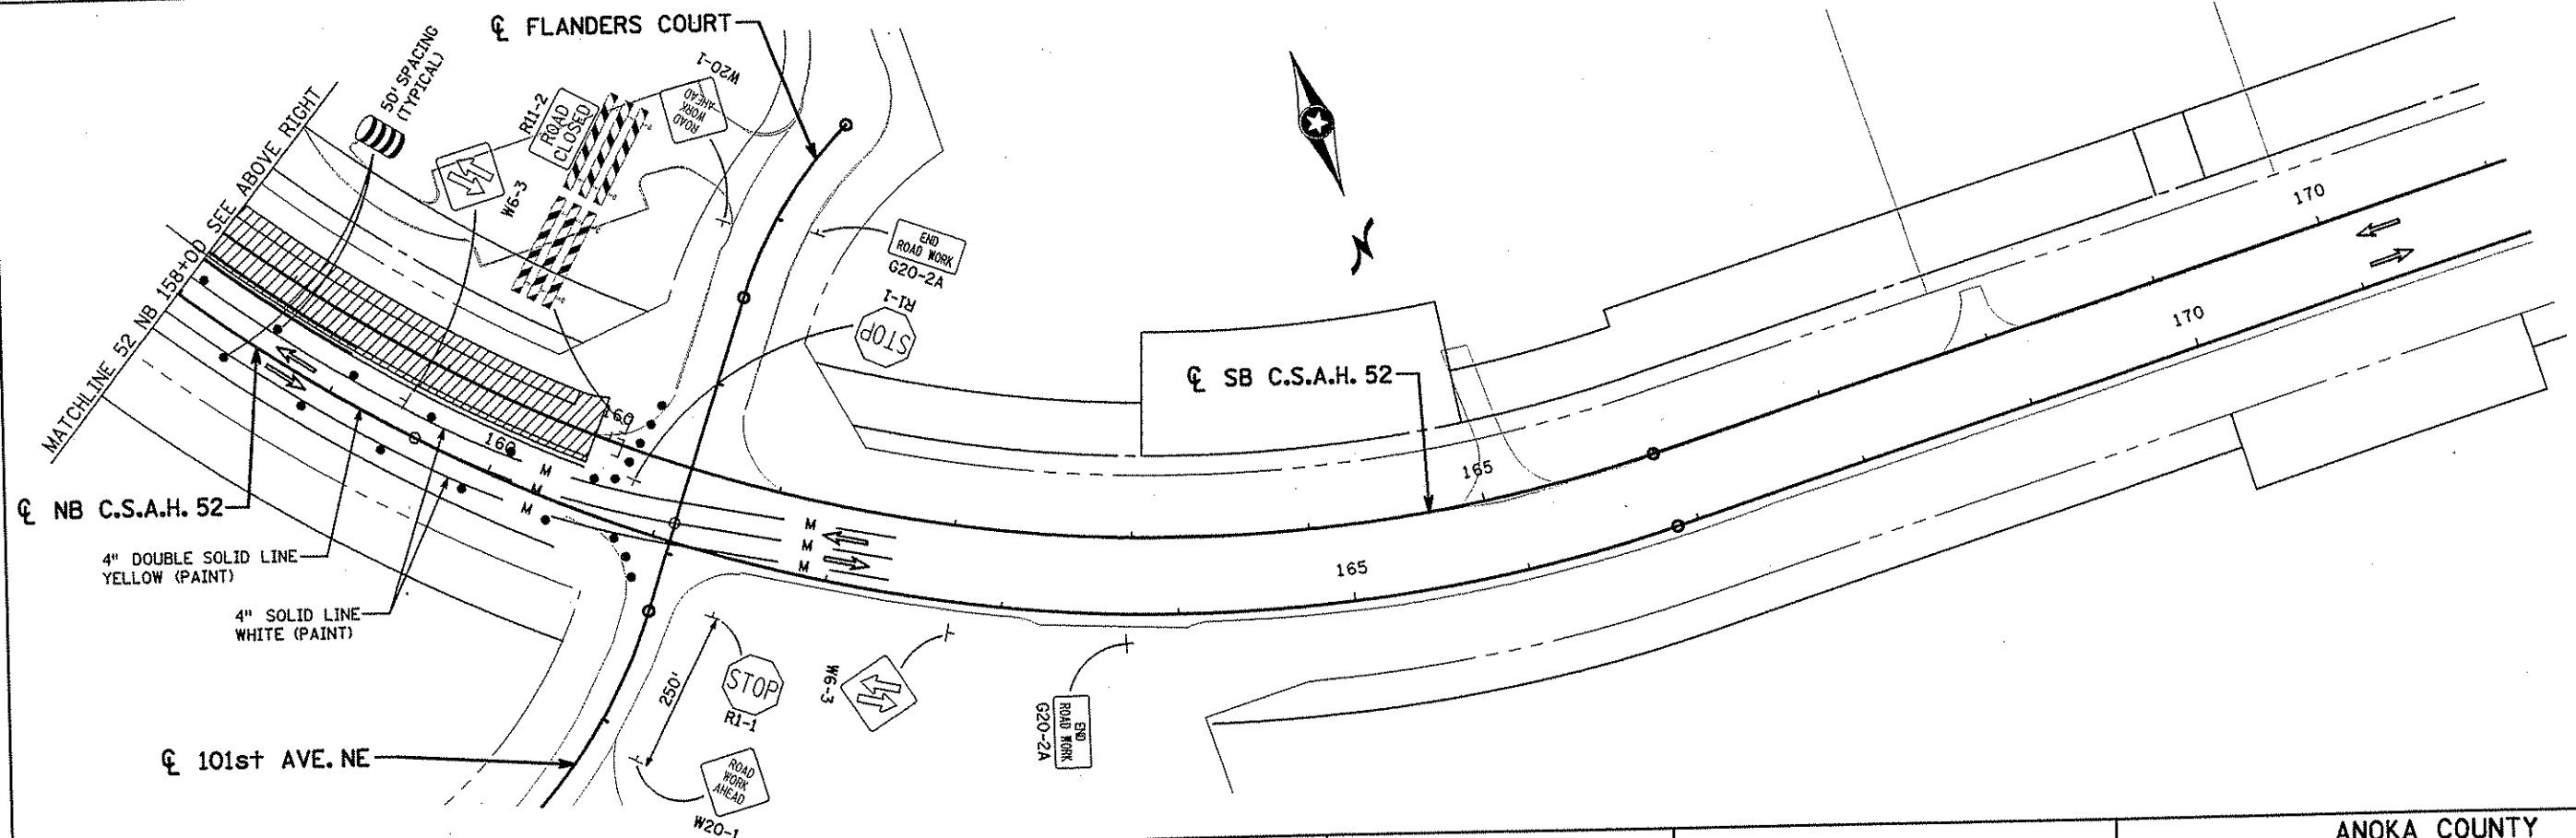 ℄ FLANDERS COURT
50' SPACING
(TYPICAL)
W20-1
ROAD
WORK
AHEAD
R11-2
ROAD
CLOSED
W6-3
MATCHLINE 52 NB 158+00 SEE ABOVE RIGHT
END
ROAD WORK
G20-2A
R1-1
STOP
℄ SB C.S.A.H. 52
170
170
165
165
160
160
M
M
M
M
M
M
℄ NB C.S.A.H. 52
4" DOUBLE SOLID LINE
YELLOW (PAINT)
4" SOLID LINE
WHITE (PAINT)
250'
STOP
R1-1
W6-3
END
ROAD WORK
G20-2A
℄ 101st AVE. NE
ROAD
WORK
AHEAD
W20-1
N
ANOKA COUNTY